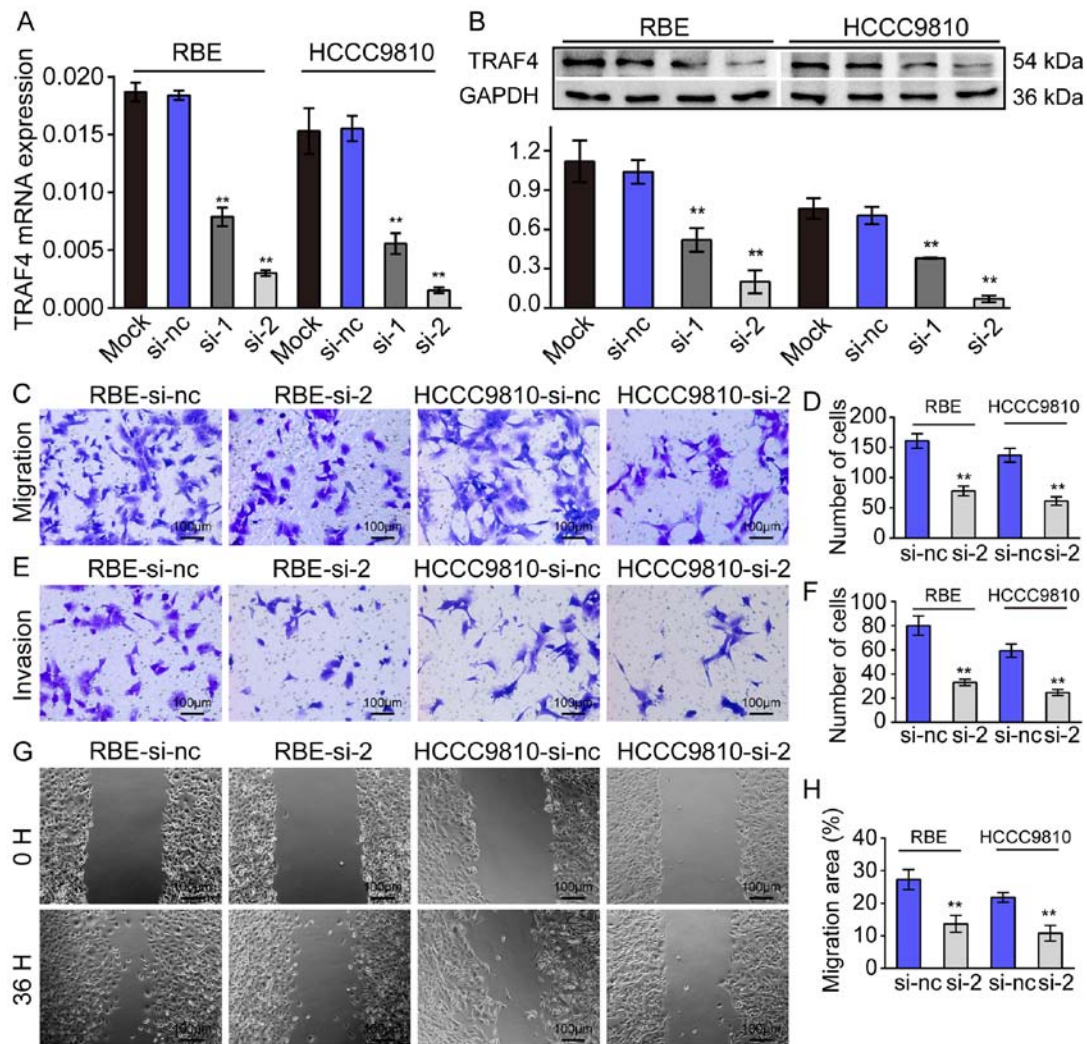 A
RBE HCCC9810
TRAF4 mRNA expression
0.020
0.015
0.010
0.005
0.000
** ** ** **
Mock si-nc si-1 si-2 Mock si-nc si-1 si-2
B
RBE HCCC9810
TRAF4 54 kDa
GAPDH 36 kDa
1.2
0.9
0.6
0.3
0.0
** ** ** **
Mock si-nc si-1 si-2 Mock si-nc si-1 si-2
C
RBE-si-nc RBE-si-2 HCCC9810-si-nc HCCC9810-si-2
Migration
100μm 100μm 100μm 100μm
D
RBE HCCC9810
Number of cells
200
150
100
50
0
** **
si-nc si-2 si-nc si-2
E
RBE-si-nc RBE-si-2 HCCC9810-si-nc HCCC9810-si-2
Invasion
100μm 100μm 100μm 100μm
F
RBE HCCC9810
Number of cells
100
80
60
40
20
0
** **
si-nc si-2 si-nc si-2
G
RBE-si-nc RBE-si-2 HCCC9810-si-nc HCCC9810-si-2
0 H
100μm 100μm 100μm 100μm
36 H
100μm 100μm 100μm 100μm
H
RBE HCCC9810
Migration area (%)
40
30
20
10
0
** **
si-nc si-2 si-nc si-2